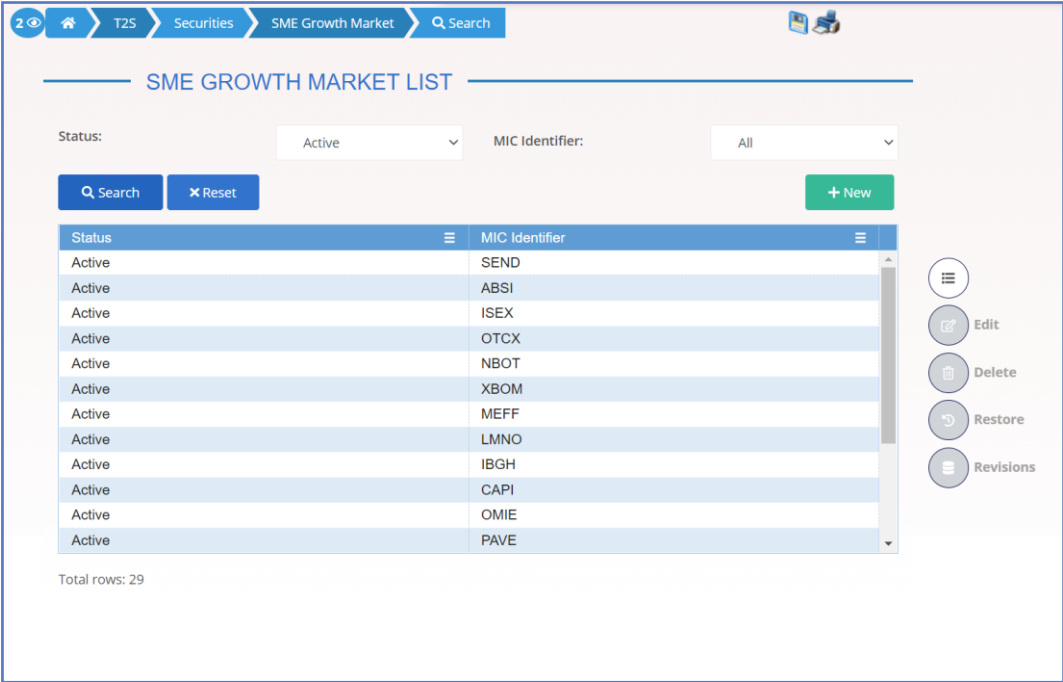 2 T2S Securities SME Growth Market Search
SME GROWTH MARKET LIST
Status: Active MIC Identifier: All
Search Reset New
Status MIC Identifier
Active SEND
Active ABSI
Active ISEX
Active OTCX
Active NBOT
Active XBOM
Active MEFF
Active LMNO
Active IBGH
Active CAPI
Active OMIE
Active PAVE
Edit
Delete
Restore
Revisions
Total rows: 29